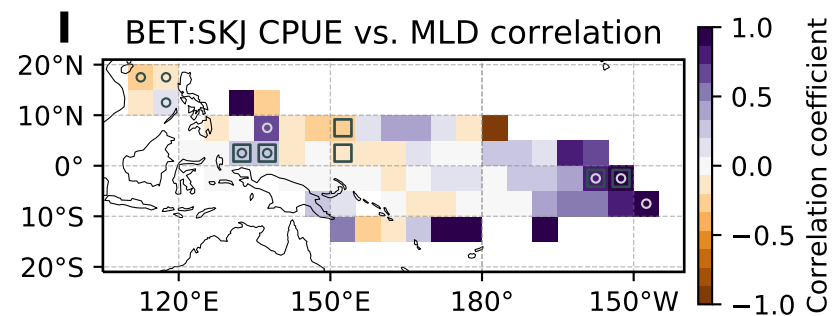 I
BET:SKJ CPUE vs. MLD correlation
20°N
10°N
0°
10°S
20°S
120°E
150°E
180°
150°W
1.0
0.5
0.0
−0.5
−1.0
Correlation coefficient